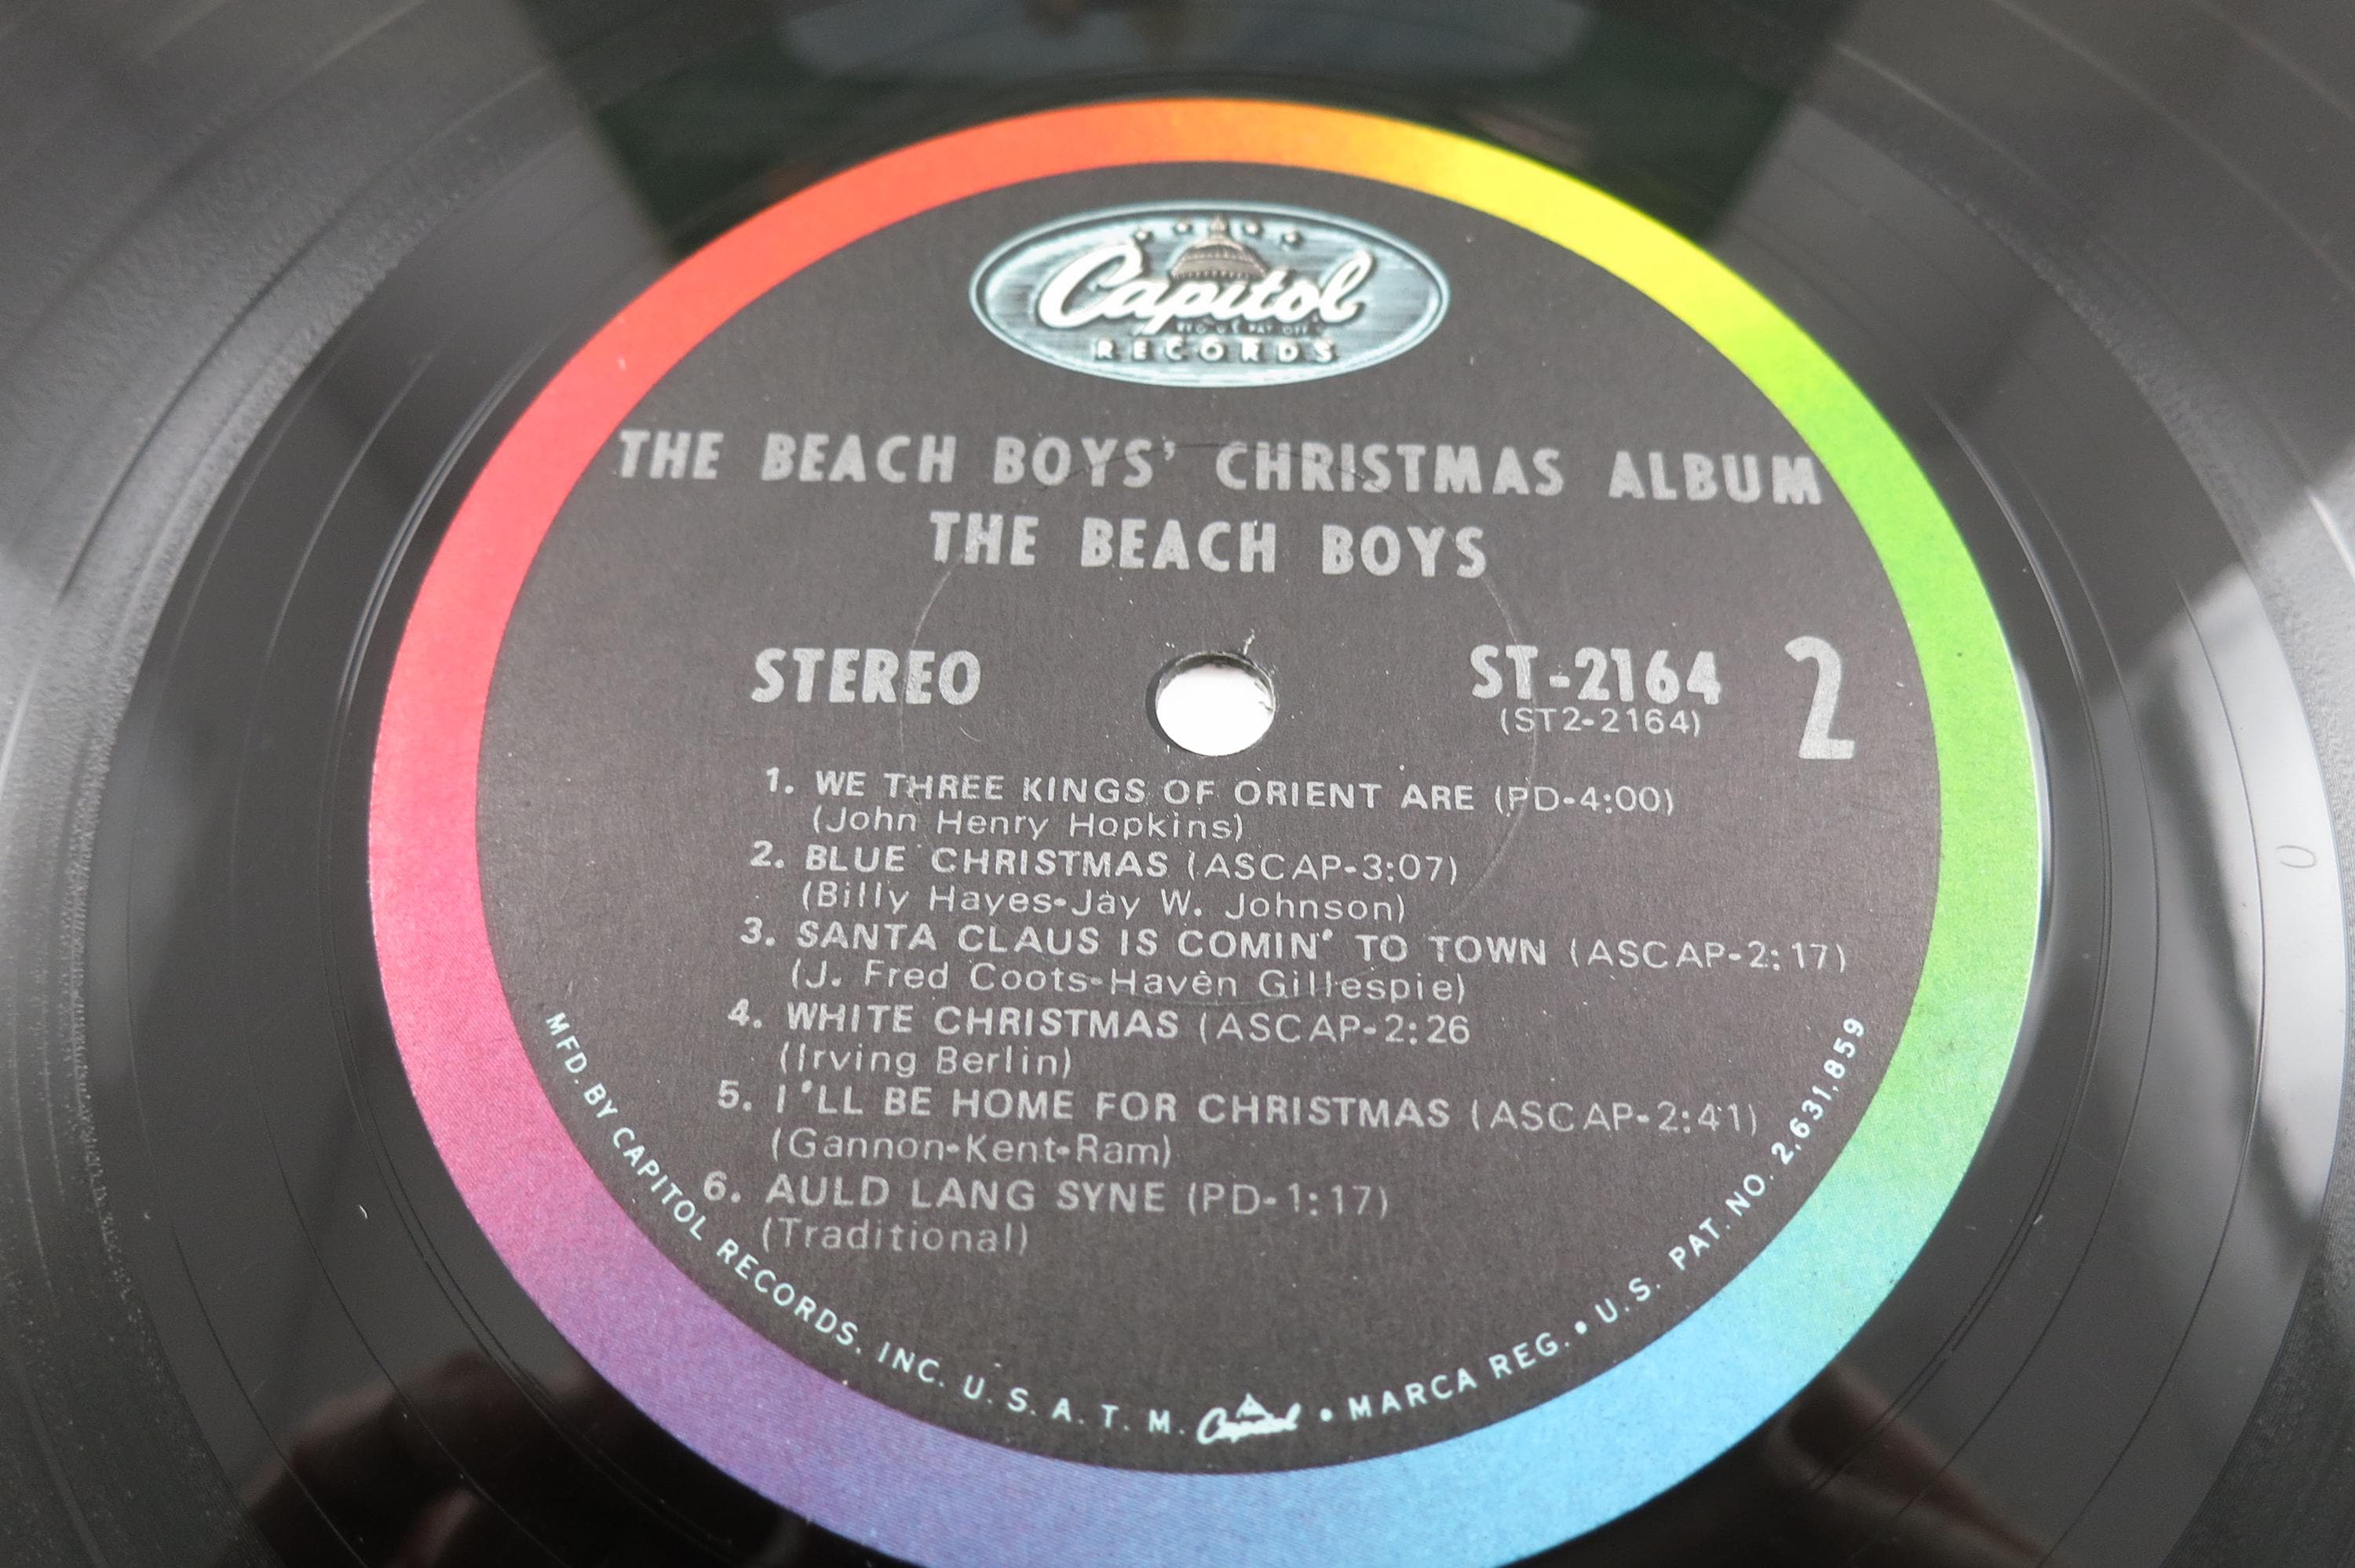 Capitol
RECORDS
THE BEACH BOYS' CHRISTMAS ALBUM
THE BEACH BOYS
STEREO
ST-2164
(ST2-2164)
2
1. WE THREE KINGS OF ORIENT ARE (PD-4:00)
(John Henry Hopkins)
2. BLUE CHRISTMAS (ASCAP-3:07)
(Billy Hayes-Jay W. Johnson)
3. SANTA CLAUS IS COMIN' TO TOWN (ASCAP-2:17)
(J. Fred Coots-Haven Gillespie)
4. WHITE CHRISTMAS (ASCAP-2:26
(Irving Berlin)
5. I'LL BE HOME FOR CHRISTMAS (ASCAP-2:41)
(Gannon-Kent-Ram)
6. AULD LANG SYNE (PD-1:17)
(Traditional)
MFD. BY CAPITOL RECORDS, INC. U. S. A. T. M. Capitol • MARCA REG. • U.S. PAT. NO. 2,631,859